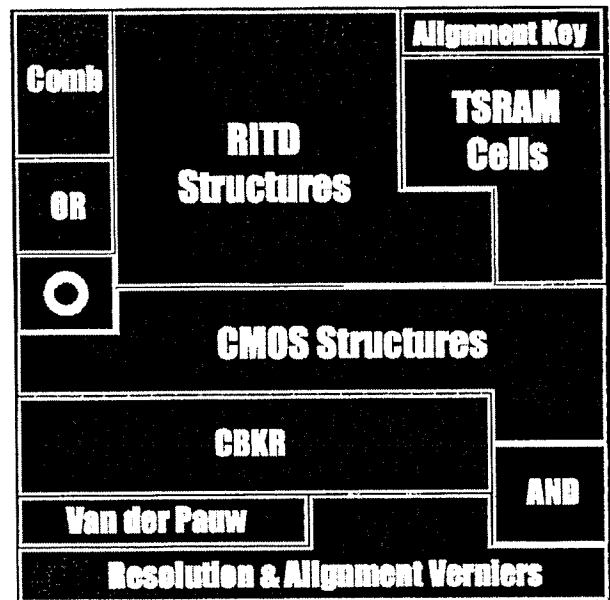 Alignment Key
Comb
RITD
Structures
TSRAM
Cells
OR
CMOS Structures
CBKR
AND
Van der Pauw
Resolution & Alignment Verniers